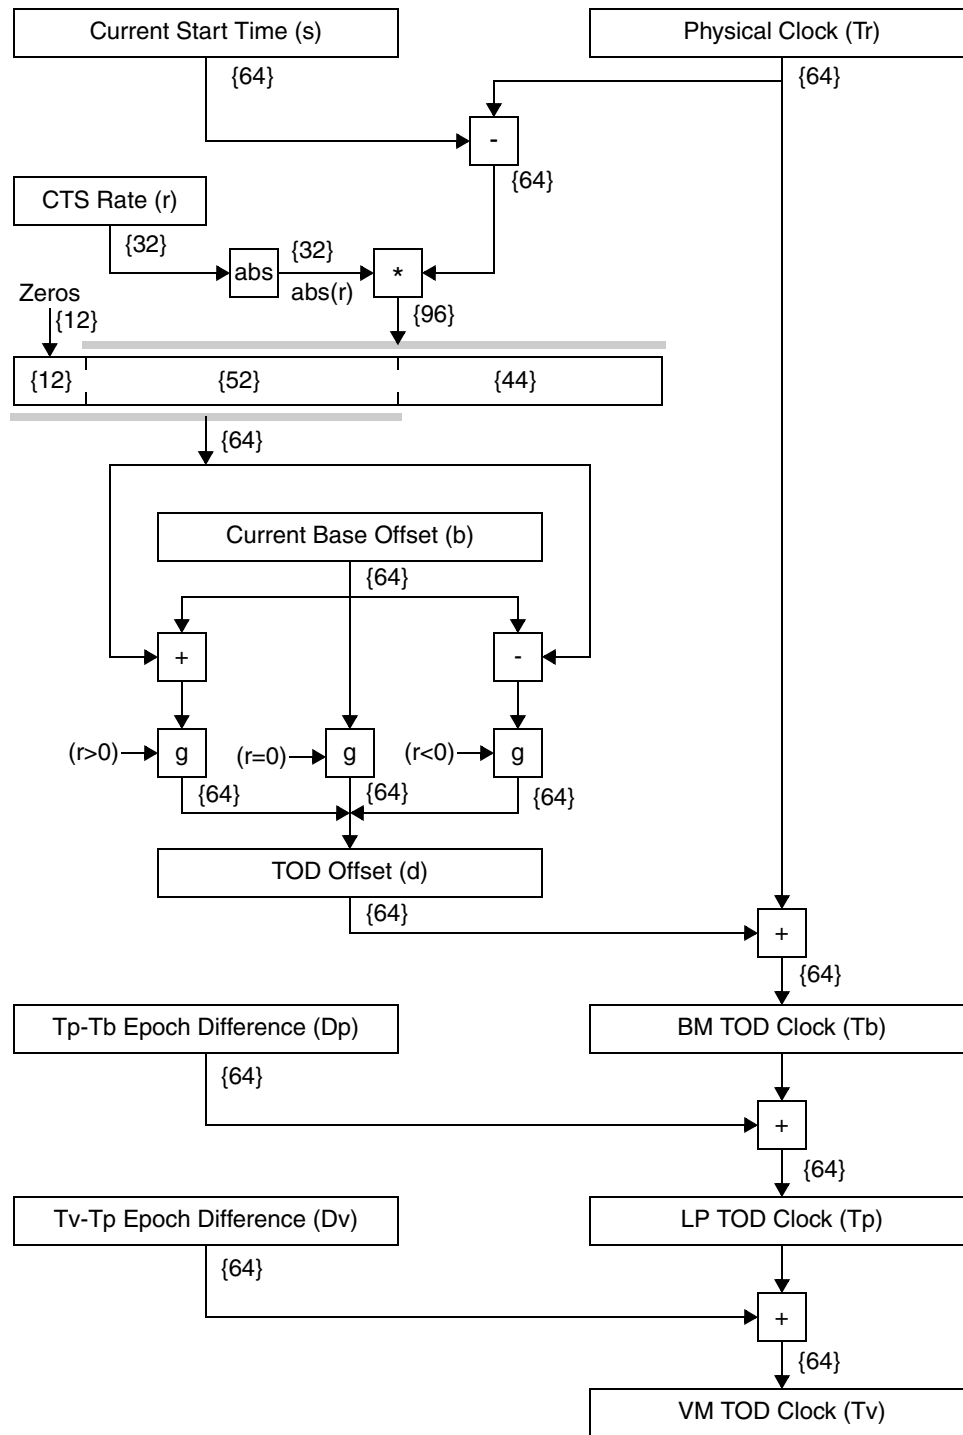 Current Start Time (s)
Physical Clock (Tr)
{64}
{64}
-
{64}
CTS Rate (r)
{32}
abs
{32}
abs(r)
*
Zeros
{12}
{96}
{12}
{52}
{44}
{64}
Current Base Offset (b)
{64}
+
-
(r>0)
g
(r=0)
g
(r<0)
g
{64}
{64}
{64}
TOD Offset (d)
{64}
+
{64}
Tp-Tb Epoch Difference (Dp)
BM TOD Clock (Tb)
{64}
+
{64}
Tv-Tp Epoch Difference (Dv)
LP TOD Clock (Tp)
{64}
+
{64}
VM TOD Clock (Tv)